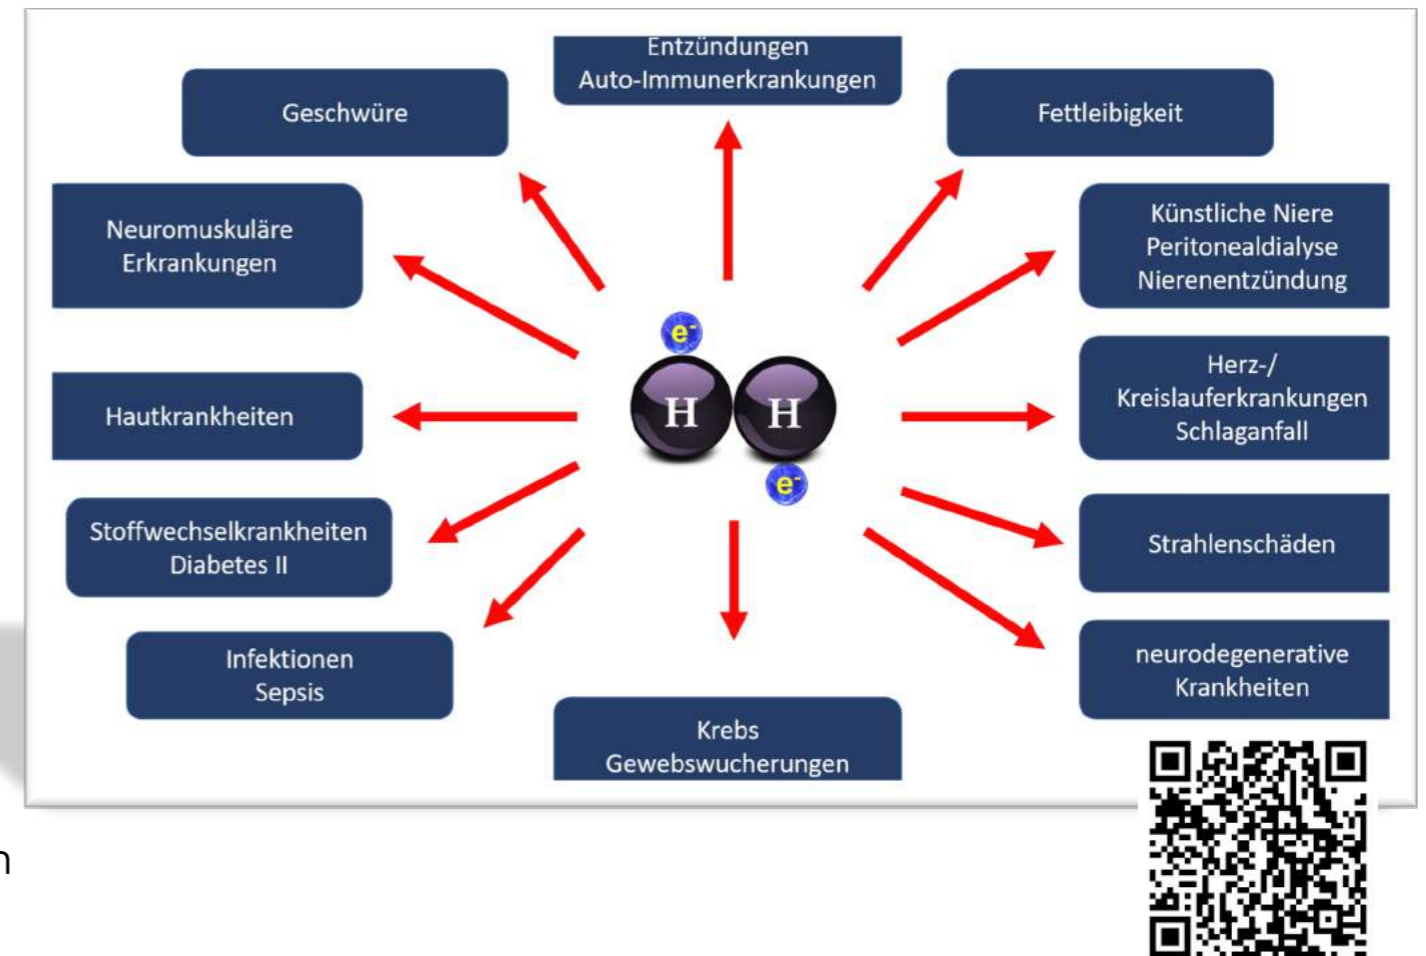 Entzündungen
Auto-Immunerkrankungen
Geschwüre
Fettleibigkeit
Neuromuskuläre
Erkrankungen
Künstliche Niere
Peritonealdialyse
Nierenentzündung
Hautkrankheiten
e-
H H
e-
Herz-/
Kreislauferkrankungen
Schlaganfall
Stoffwechselkrankheiten
Diabetes II
Strahlenschäden
Infektionen
Sepsis
neurodegenerative
Krankheiten
Krebs
Gewebswucherungen
n